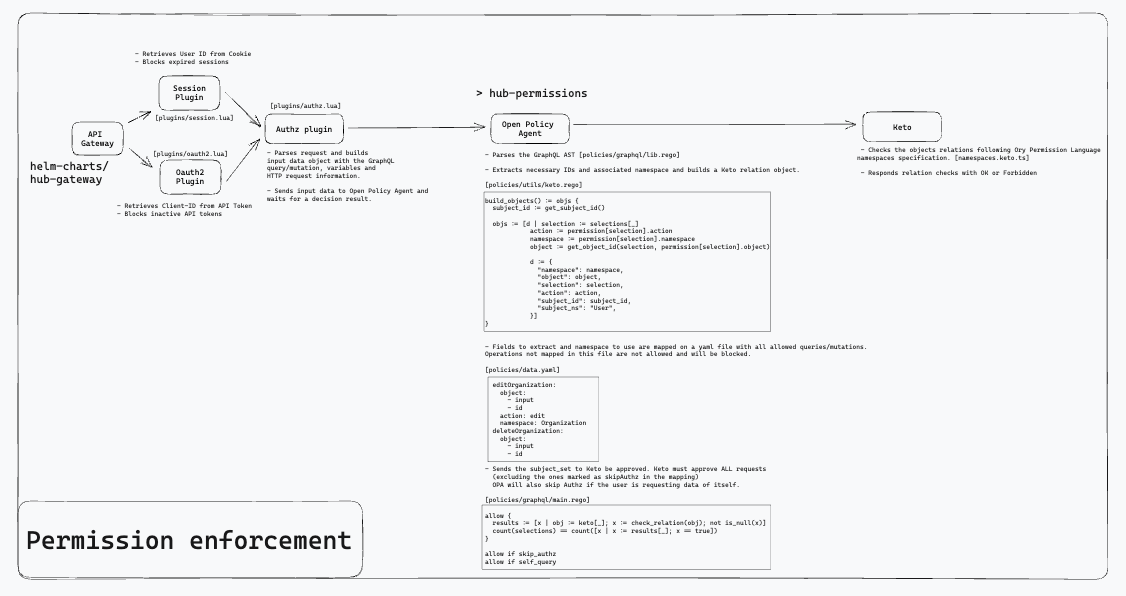 - Retrieves User ID from Cookie
- Blocks expired sessions
Session
Plugin
[plugins/session.lua]
API
Gateway
helm-charts/
hub-gateway
[plugins/oauth2.lua]
Oauth2
Plugin
- Retrieves Client-ID from API Token
- Blocks inactive API tokens
[plugins/authz.lua]
Authz plugin
- Parses request and builds
input data object with the GraphQL
query/mutation, variables and
HTTP request information.
- Sends input data to Open Policy Agent and
waits for a decision result.
> hub-permissions
Open Policy
Agent
- Parses the GraphQL AST [policies/graphql/lib.rego]
- Extracts necessary IDs and associated namespace and builds a Keto relation object.
[policies/utils/keto.rego]
build_objects() := objs {
subject_id := get_subject_id()
objs := [d | selection := selections[_]
action := permission[selection].action
namespace := permission[selection].namespace
object := get_object_id(selection, permission[selection].object)
d := {
"namespace": namespace,
"object": object,
"selection": selection,
"action": action,
"subject_id": subject_id,
"subject_ns": "User",
}]
}
- Fields to extract and namespace to use are mapped on a yaml file with all allowed queries/mutations.
Operations not mapped in this file are not allowed and will be blocked.
[policies/data.yaml]
editOrganization:
object:
- input
- id
action: edit
namespace: Organization
deleteOrganization:
object:
- input
- id
- Sends the subject_set to Keto be approved. Keto must approve ALL requests
(excluding the ones marked as skipAuthz in the mapping)
OPA will also skip Authz if the user is requesting data of itself.
[policies/graphql/main.rego]
allow {
results := [x | obj := keto[_]; x := check_relation(obj); not is_null(x)]
count(selections) == count([x | x := results[_]; x == true])
}
allow if skip_authz
allow if self_query
Keto
- Checks the objects relations following Ory Permission Language
namespaces specification. [namespaces.keto.ts]
- Responds relation checks with OK or Forbidden
Permission enforcement